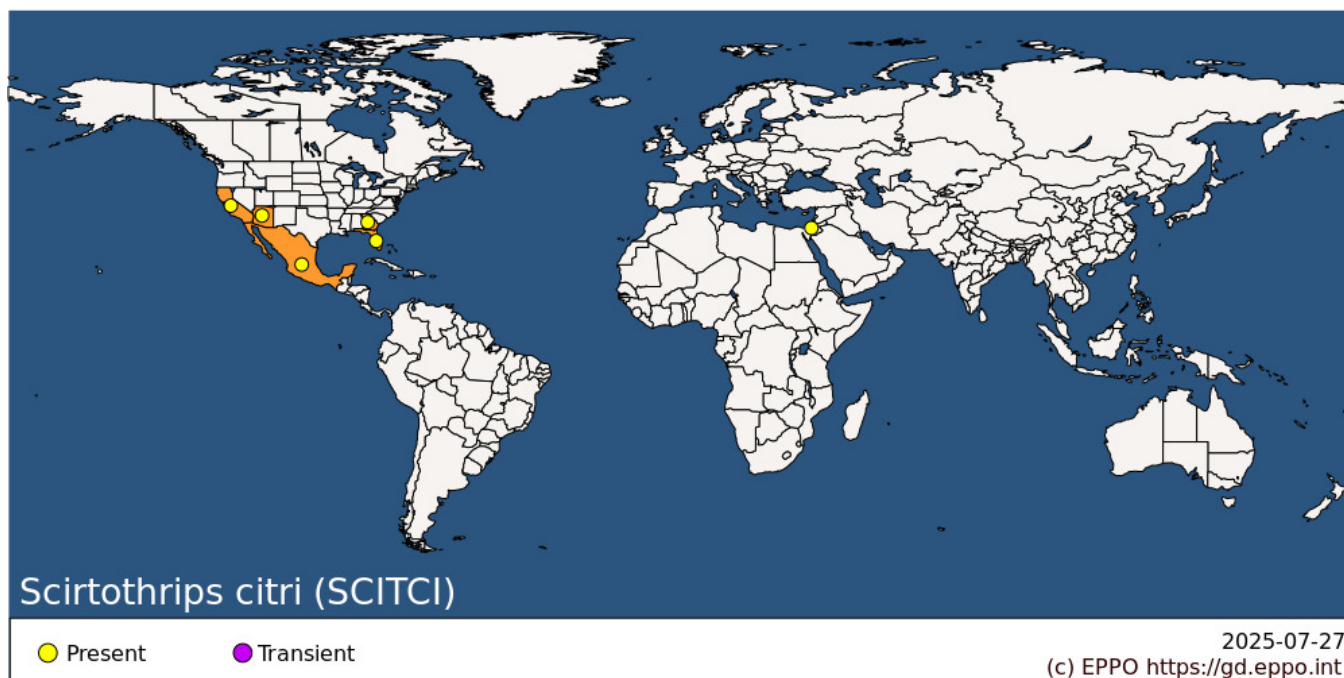 Scirtothrips citri (SCITCI)
Present
Transient
2025-07-27
(c) EPPO https://gd.eppo.int